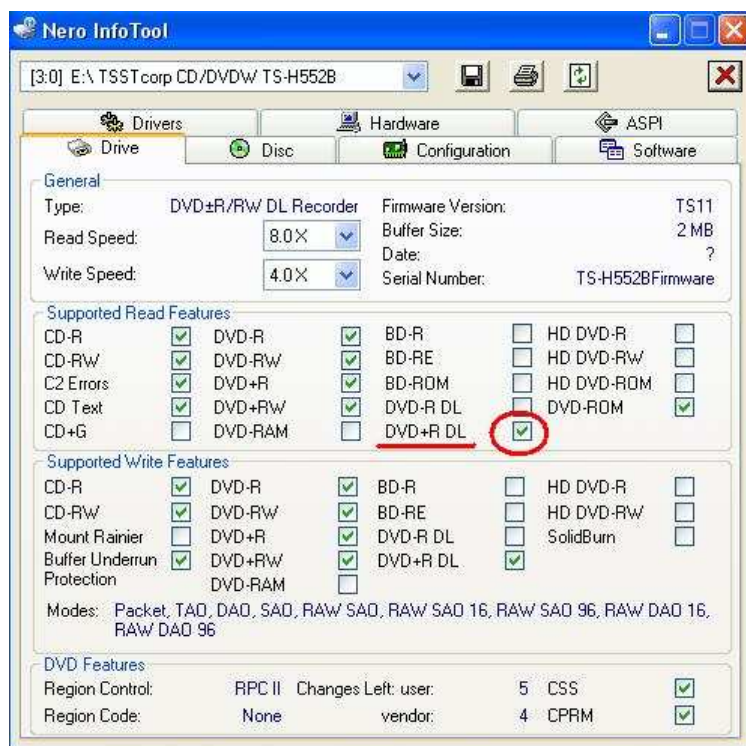 Nero InfoTool
[3:0] E:\ TSSTcorp CD/DVDW TS-H552B
Drivers Hardware ASPI
Drive Disc Configuration Software
General
Type: DVD±R/RW DL Recorder Firmware Version: TS11
Read Speed: 8.0X Buffer Size: 2 MB
Date: ?
Write Speed: 4.0X Serial Number: TS-H552BFirmware
Supported Read Features
CD-R DVD-R BD-R HD DVD-R
CD-RW DVD-RW BD-RE HD DVD-RW
C2 Errors DVD+R BD-ROM HD DVD-ROM
CD Text DVD+RW DVD-R DL DVD-ROM
CD+G DVD-RAM DVD+R DL
Supported Write Features
CD-R DVD-R BD-R HD DVD-R
CD-RW DVD-RW BD-RE HD DVD-RW
Mount Rainier DVD+R DVD-R DL SolidBurn
Buffer Underrun DVD+RW DVD+R DL
Protection DVD-RAM
Modes: Packet, TAO, DAO, SAO, RAW SAO, RAW SAO 16, RAW SAO 96, RAW DAO 16,
RAW DAO 96
DVD Features
Region Control: RPC II Changes Left: user: 5 CSS
Region Code: None vendor: 4 CPRM